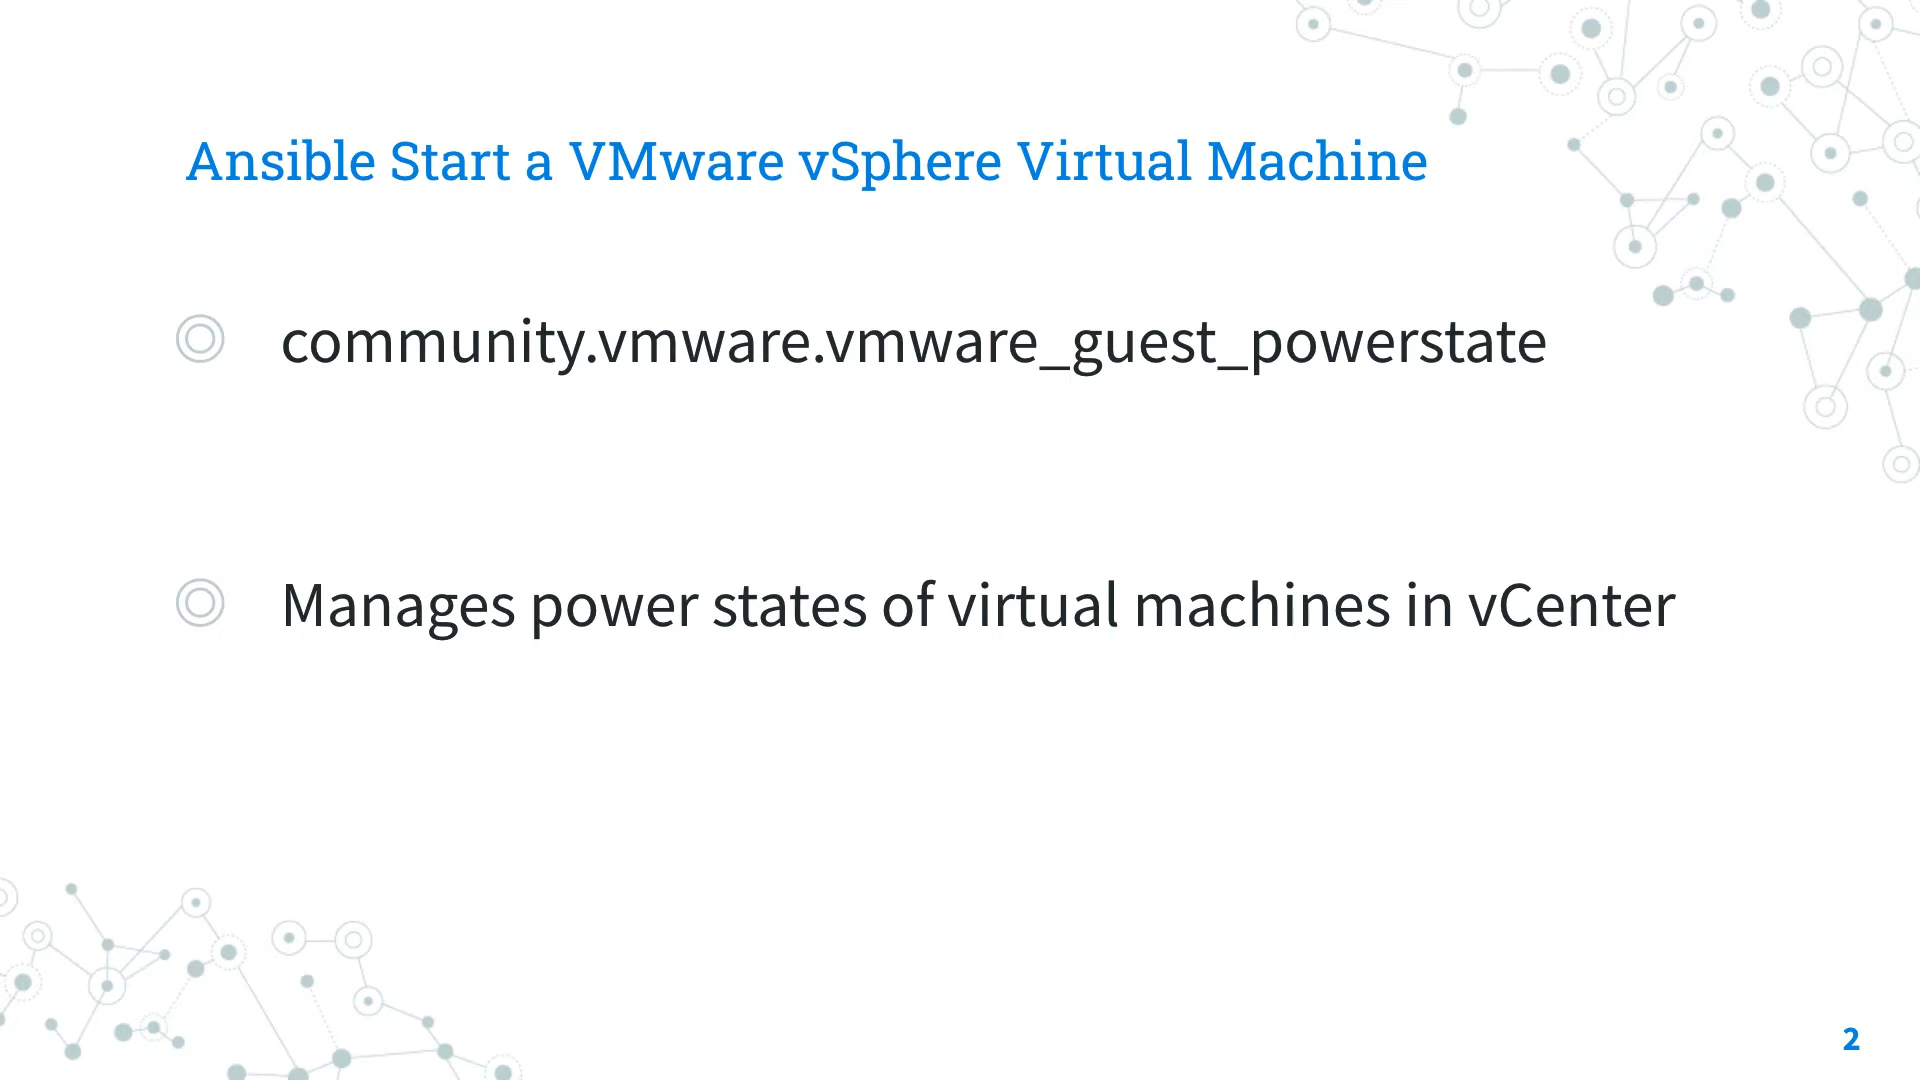 Ansible Start a VMware vSphere Virtual Machine
community.vmware.vmware_guest_powerstate
Manages power states of virtual machines in vCenter
2